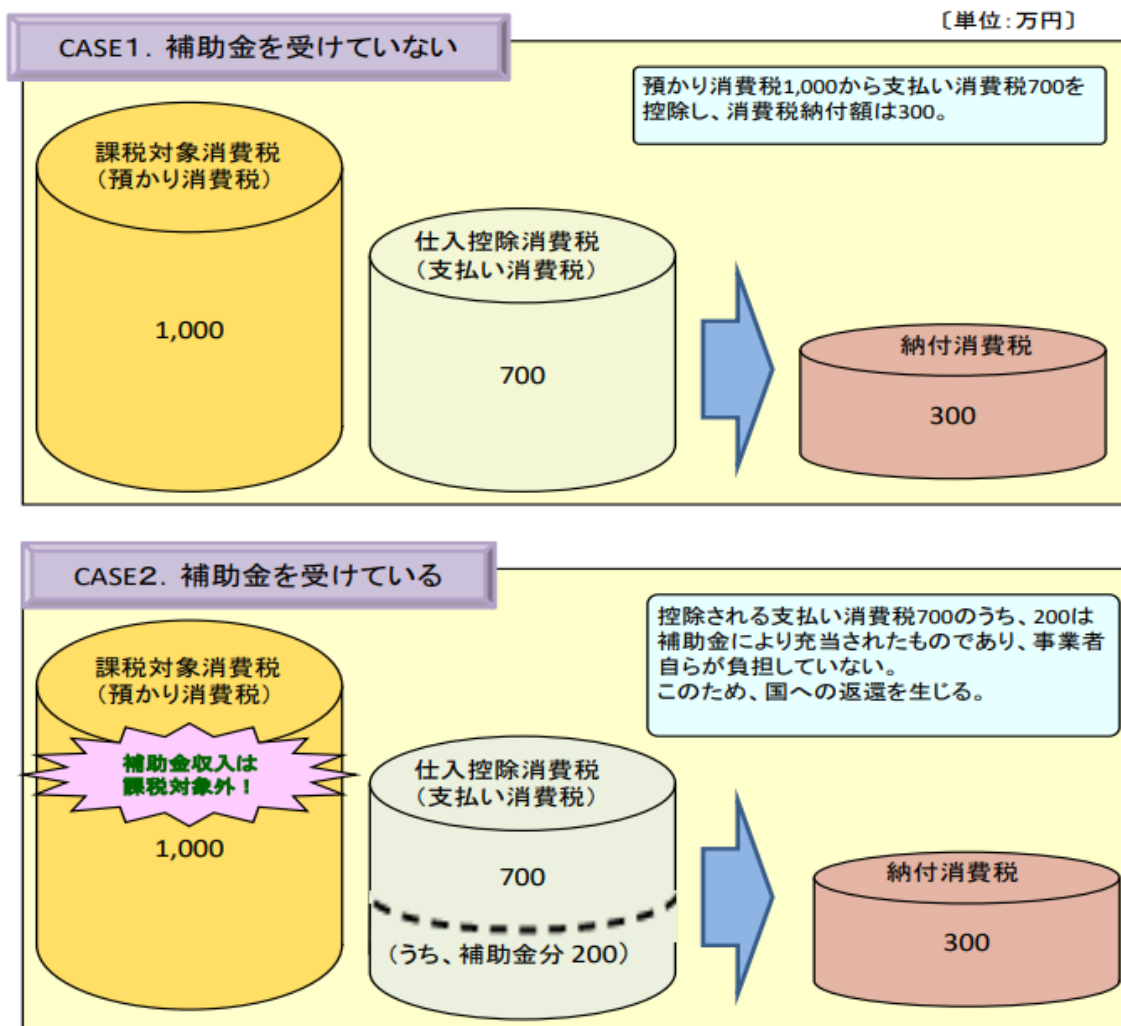 〔単位:万円〕
CASE1. 補助金を受けていない
預かり消費税1,000から支払い消費税700を
控除し、消費税納付額は300。
課税対象消費税
(預かり消費税)
1,000
仕入控除消費税
(支払い消費税)
700
納付消費税
300
CASE2. 補助金を受けている
控除される支払い消費税700のうち、200は
補助金により充当されたものであり、事業者
自らが負担していない。
このため、国への返還を生じる。
課税対象消費税
(預かり消費税)
補助金収入は
課税対象外!
1,000
仕入控除消費税
(支払い消費税)
700
(うち、補助金分 200)
納付消費税
300